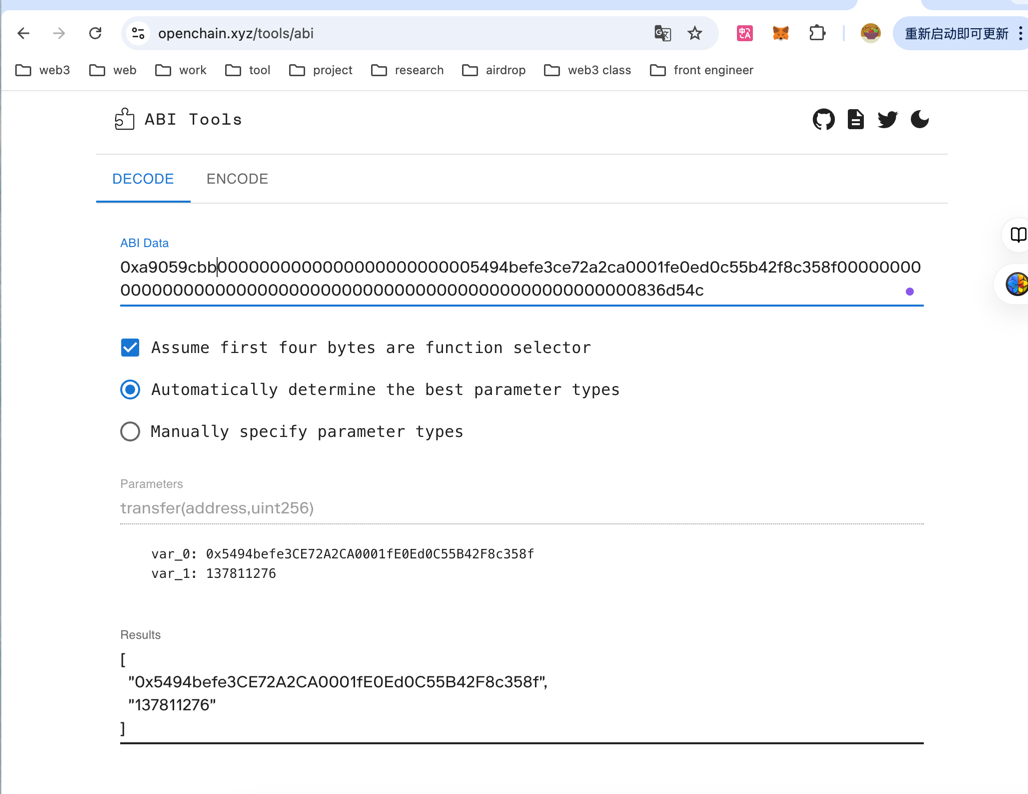 openchain.xyz/tools/abi
重新启动即可更新
web3
web
work
tool
project
research
airdrop
web3 class
front engineer
ABI Tools
DECODE
ENCODE
ABI Data
0xa9059cbb0000000000000000000000005494befe3ce72a2ca0001fe0ed0c55b42f8c358f00000000
0000000000000000000000000000000000000000000000000836d54c
Assume first four bytes are function selector
Automatically determine the best parameter types
Manually specify parameter types
Parameters
transfer(address,uint256)
var_0: 0x5494befe3CE72A2CA0001fE0Ed0C55B42F8c358f
var_1: 137811276
Results
[
"0x5494befe3CE72A2CA0001fE0Ed0C55B42F8c358f",
"137811276"
]